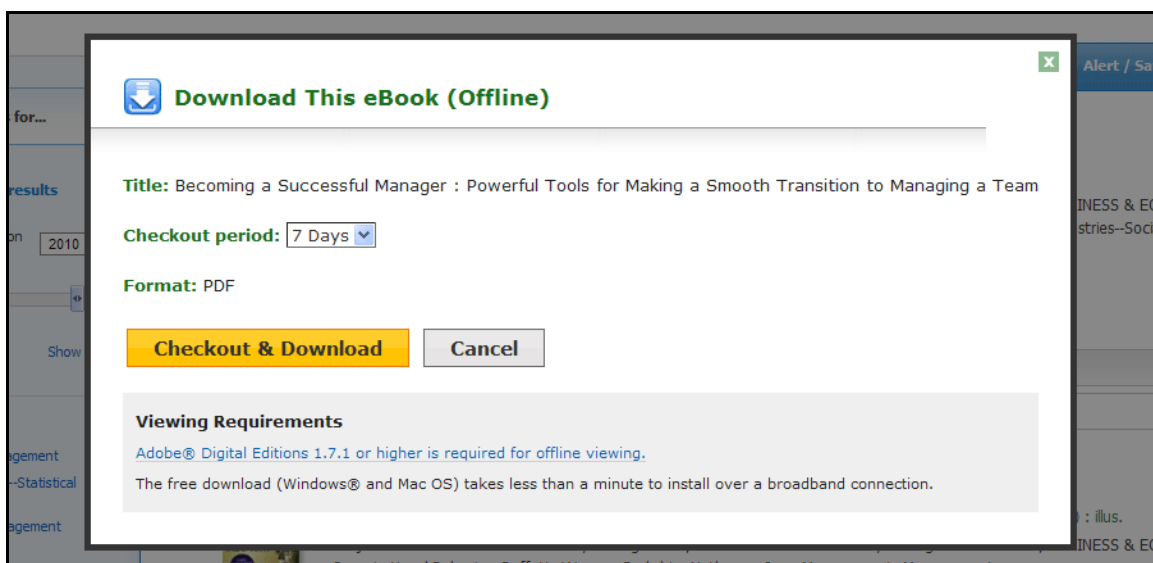 Alert / Sa
x
Download This eBook (Offline)
for...
results
Title: Becoming a Successful Manager : Powerful Tools for Making a Smooth Transition to Managing a Team
INESS & EC
on 2010
Checkout period: 7 Days
stries--Soci
Format: PDF
Show
Checkout & Download Cancel
Viewing Requirements
agement
Adobe® Digital Editions 1.7.1 or higher is required for offline viewing.
--Statistical
The free download (Windows® and Mac OS) takes less than a minute to install over a broadband connection.
agement
) : illus.
INESS & EC